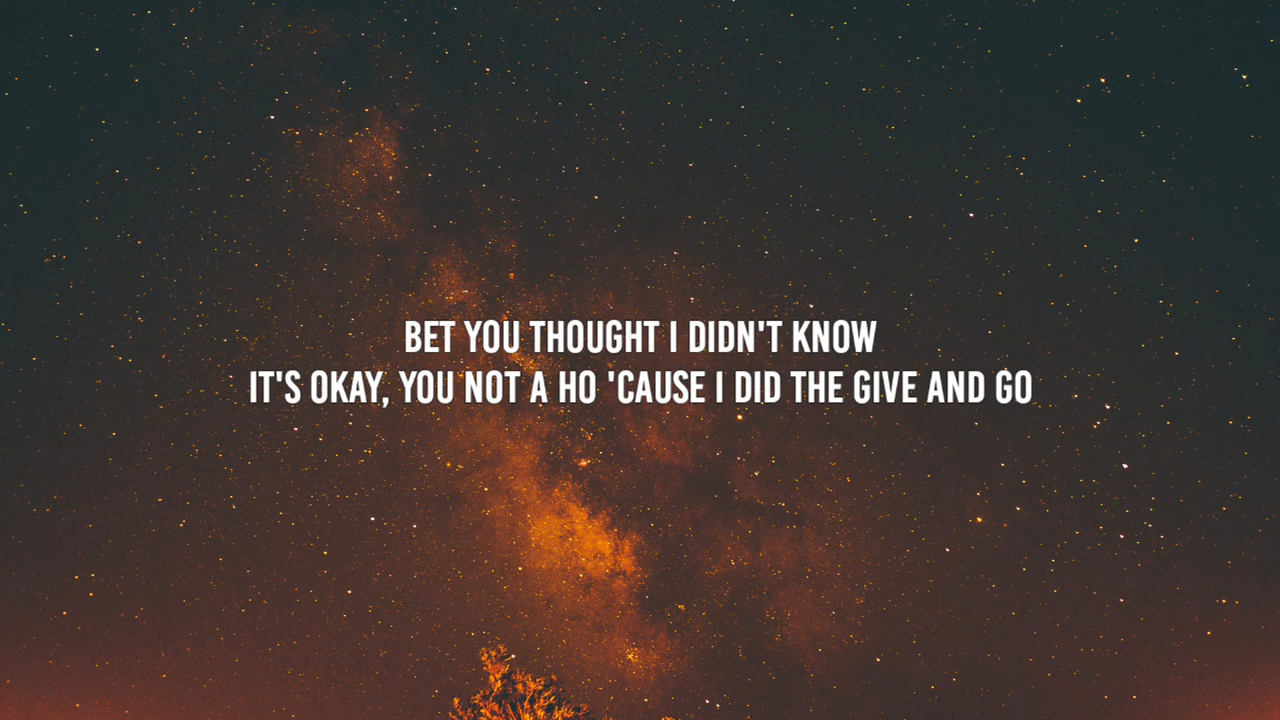 BET YOU THOUGHT I DIDN'T KNOW
IT'S OKAY, YOU NOT A HO 'CAUSE I DID THE GIVE AND GO